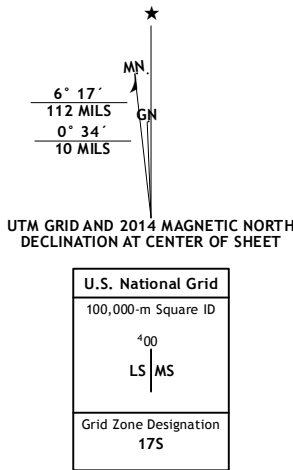 ★
MN.
GN
6° 17´
112 MILS
0° 34´
10 MILS
UTM GRID AND 2014 MAGNETIC NORTH
DECLINATION AT CENTER OF SHEET
U.S. National Grid
100,000-m Square ID
⁴00
LS MS
Grid Zone Designation
17S